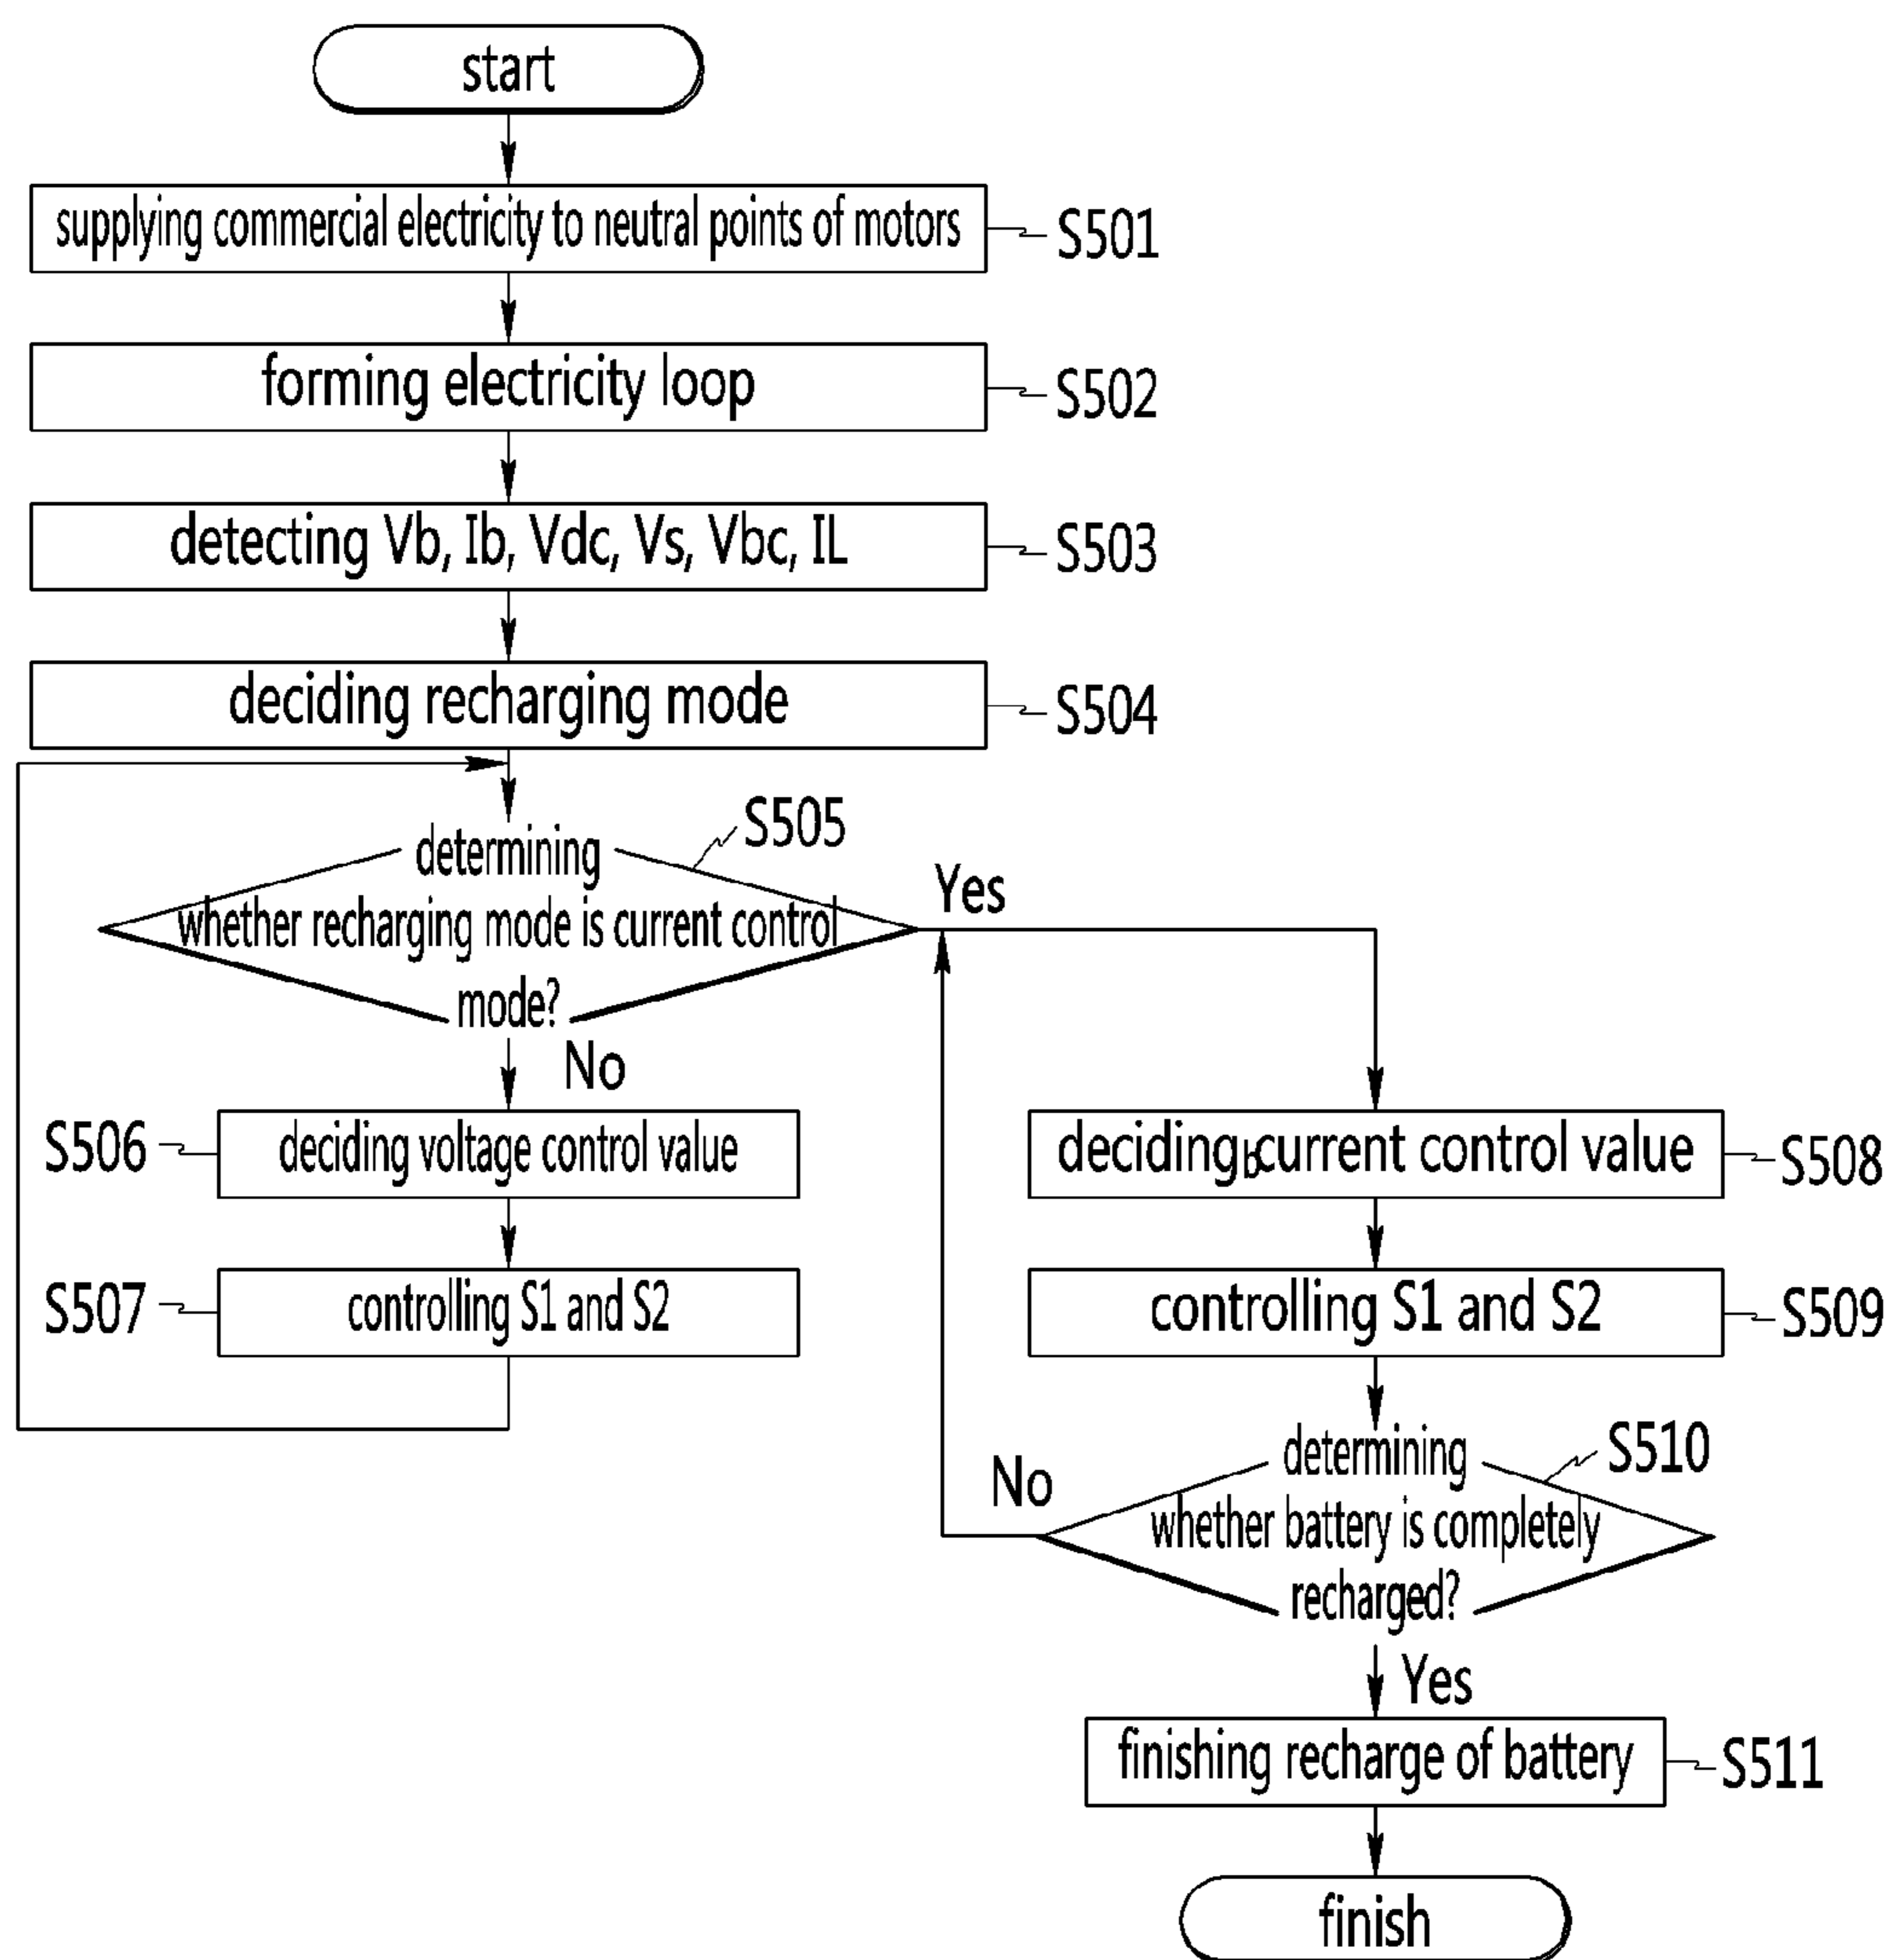 start
supplying commercial electricity to neutral points of motors
S501
forming electricity loop
S502
detecting Vb, Ib, Vdc, Vs, Vbc, IL
S503
deciding recharging mode
S504
S505
determining
whether recharging mode is current control
mode?
Yes
No
S506
deciding voltage control value
deciding current control value
S508
S507
controlling S1 and S2
controlling S1 and S2
S509
S510
determining
whether battery is completely
recharged?
No
Yes
finishing recharge of battery
S511
finish